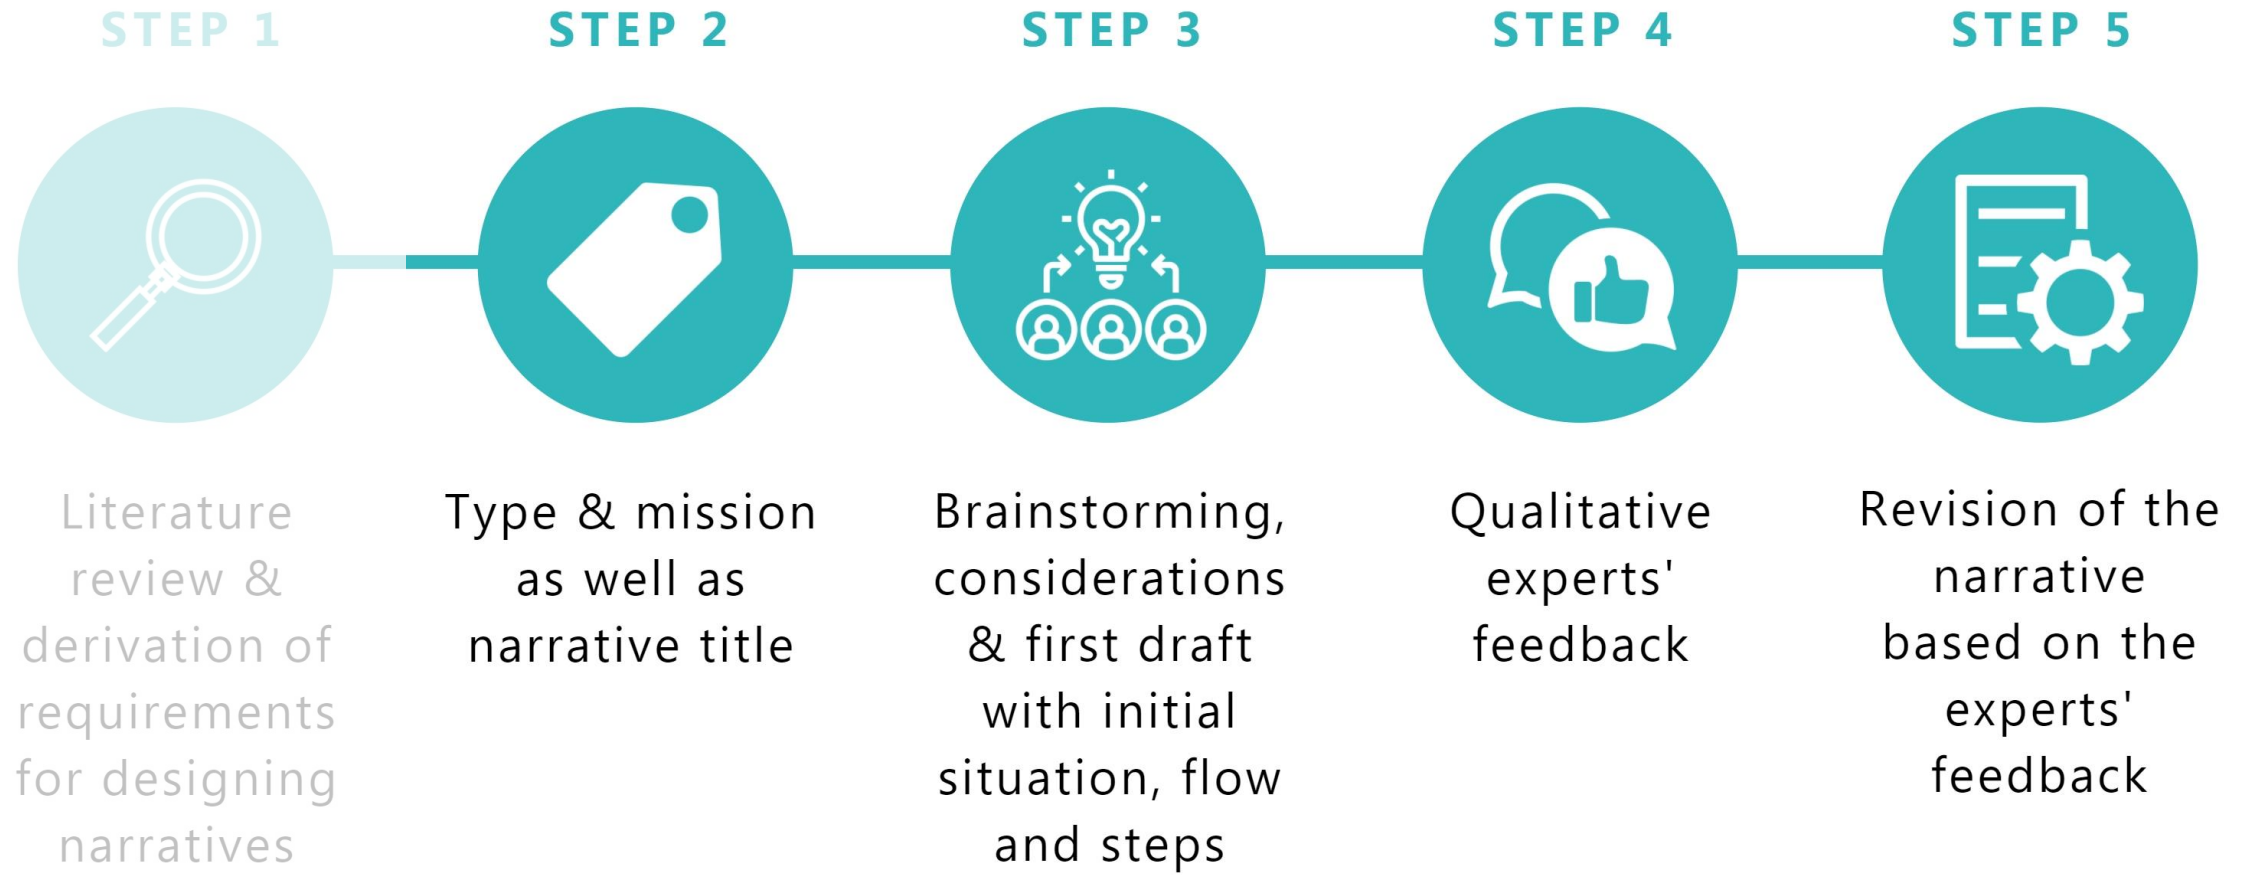 STEP 1
Literature
review &
derivation of
requirements
for designing
narratives
STEP 2
Type & mission
as well as
narrative title
STEP 3
Brainstorming,
considerations
& first draft
with initial
situation, flow
and steps
STEP 4
Qualitative
experts'
feedback
STEP 5
Revision of the
narrative
based on the
experts'
feedback